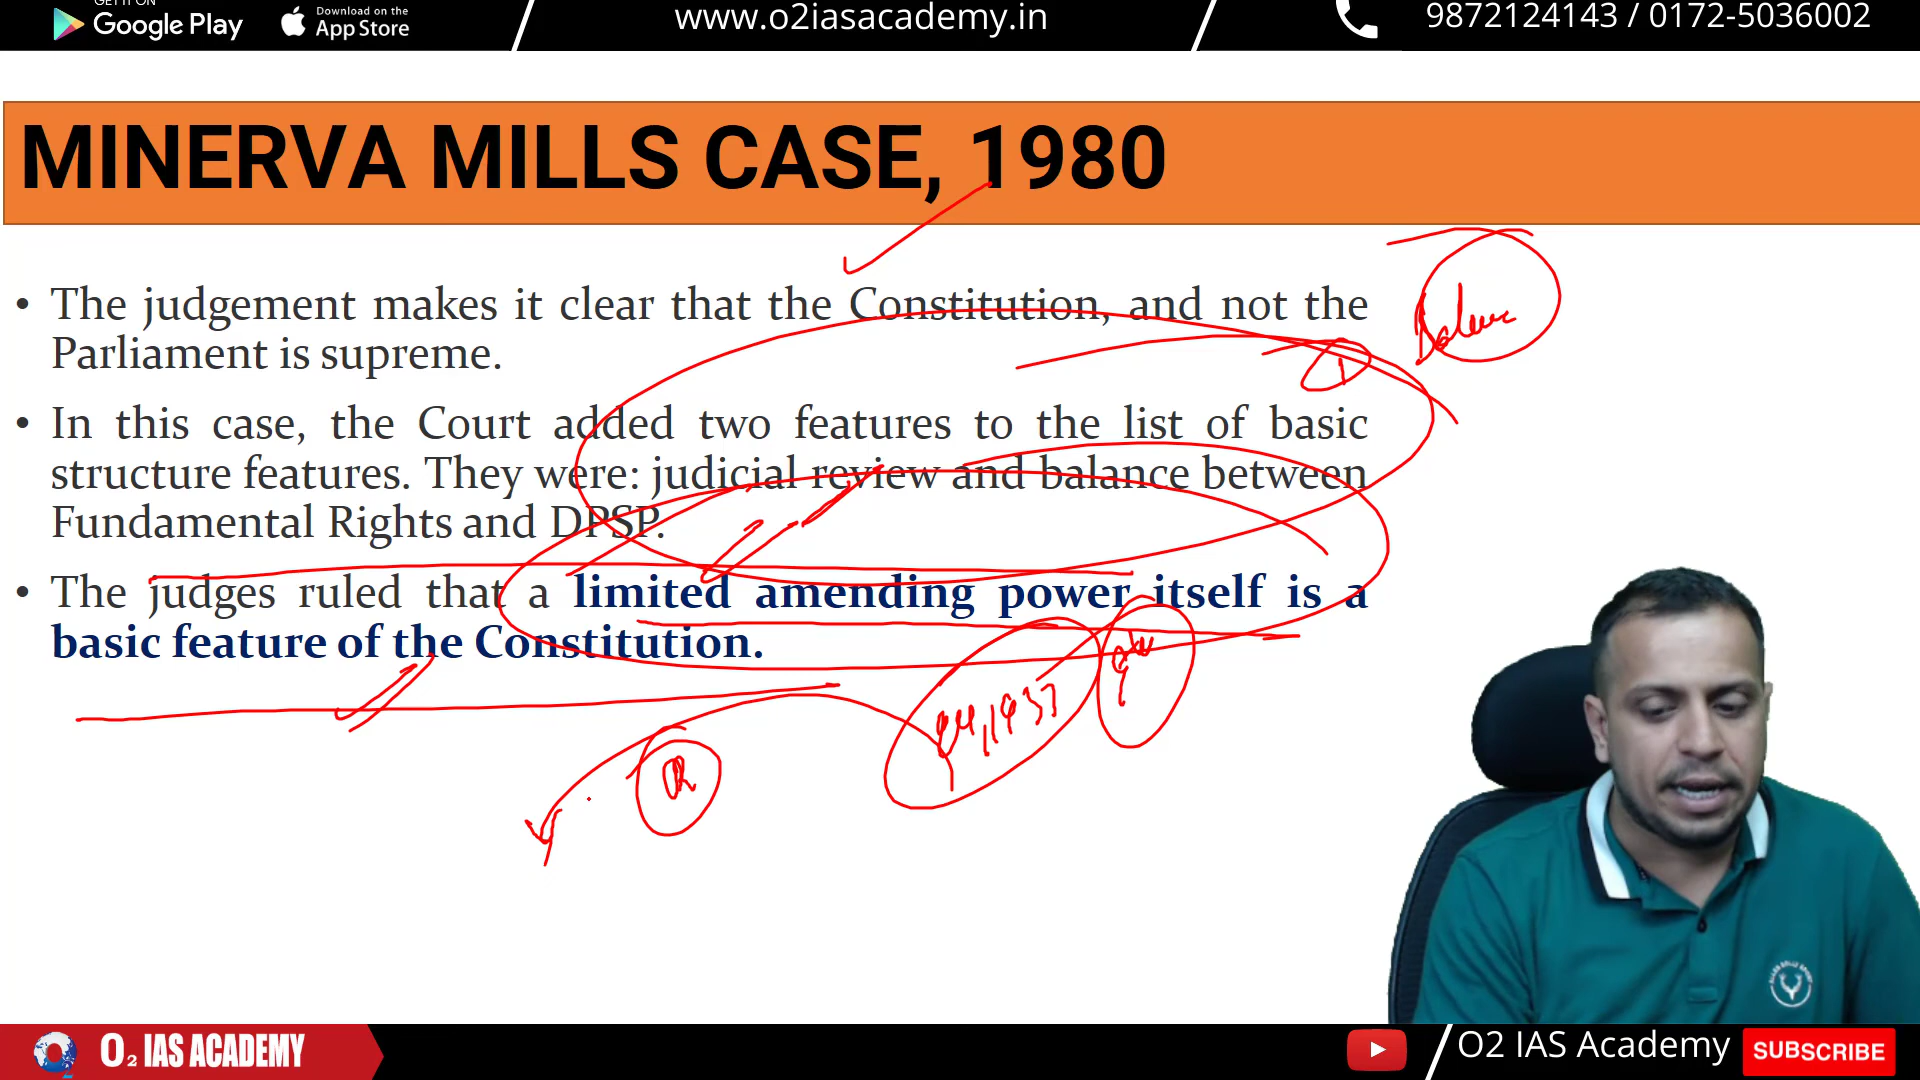 GET IT ON
Google Play
Download on the
App Store
www.o2iasacademy.in
9872124143 / 0172-5036002
MINERVA MILLS CASE, 1980
• The judgement makes it clear that the Constitution, and not the
Parliament is supreme.
• In this case, the Court added two features to the list of basic
structure features. They were: judicial review and balance between
Fundamental Rights and DPSP.
• The judges ruled that a limited amending power itself is a
basic feature of the Constitution.
O2 IAS ACADEMY
O2 IAS Academy
SUBSCRIBE